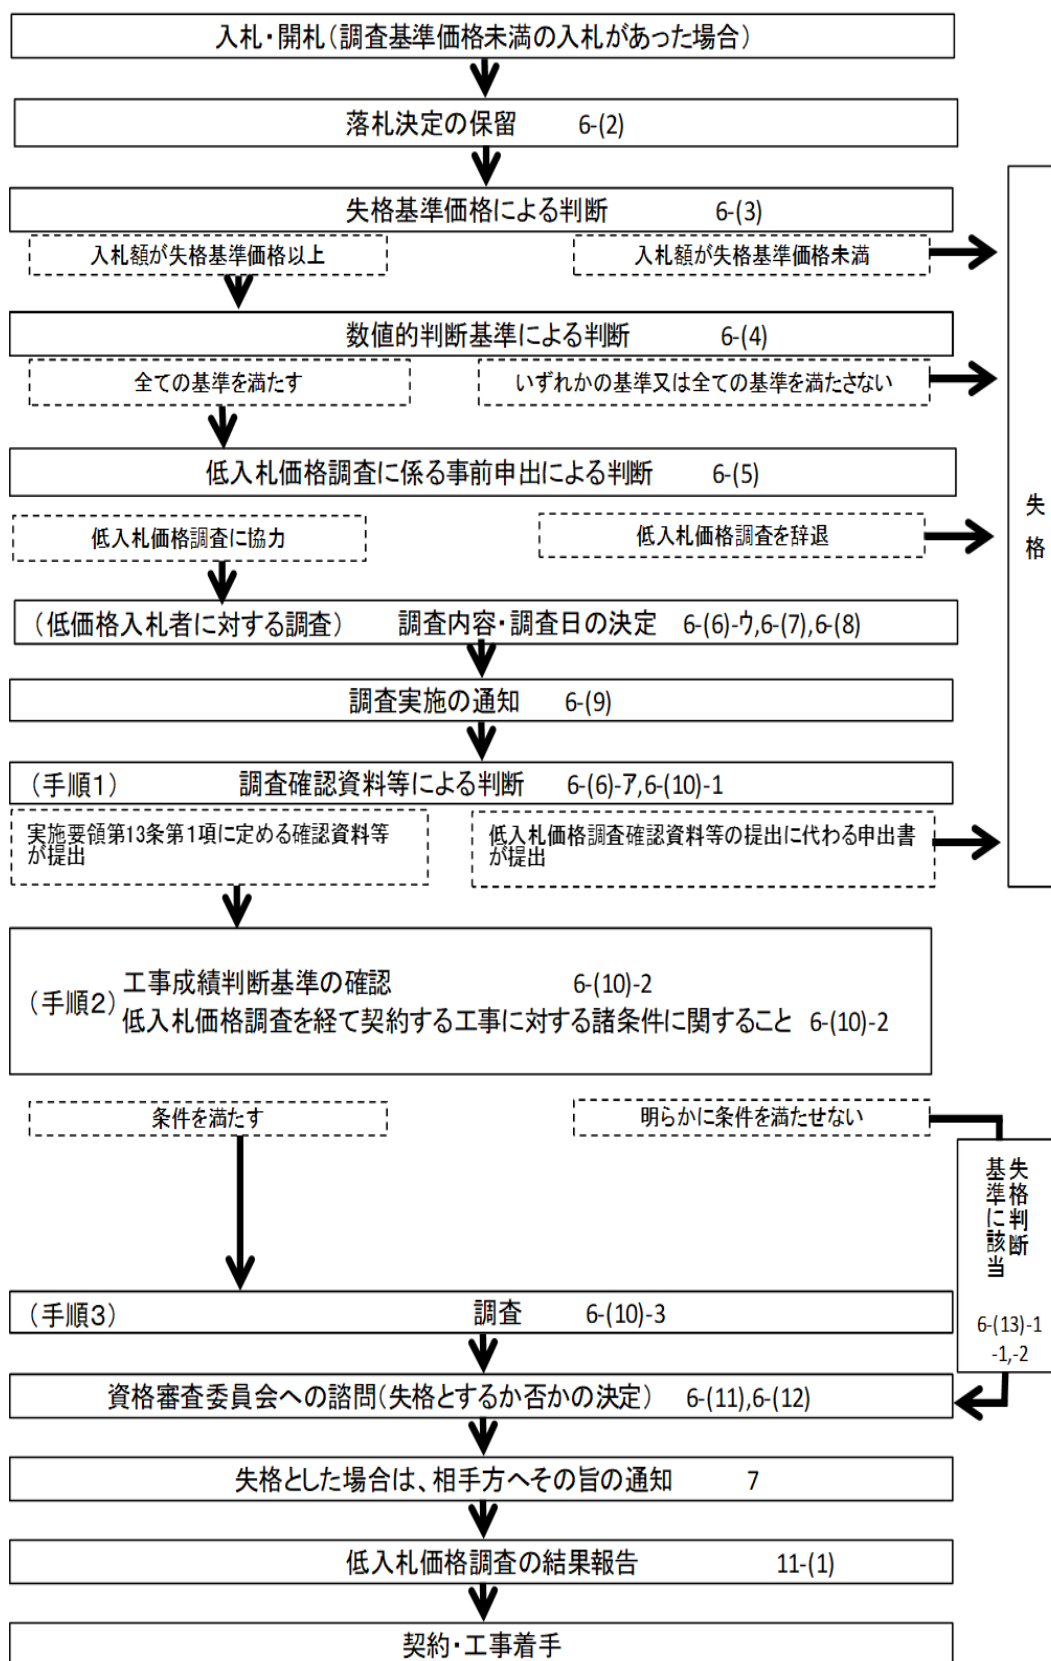 入札・開札(調査基準価格未満の入札があった場合)
落札決定の保留 6-(2)
失格基準価格による判断 6-(3)
入札額が失格基準価格以上
入札額が失格基準価格未満
数値的判断基準による判断 6-(4)
全ての基準を満たす
いずれかの基準又は全ての基準を満たさない
低入札価格調査に係る事前申出による判断 6-(5)
低入札価格調査に協力
低入札価格調査を辞退
失格
(低価格入札者に対する調査) 調査内容・調査日の決定 6-(6)-ウ,6-(7),6-(8)
調査実施の通知 6-(9)
(手順1) 調査確認資料等による判断 6-(6)-ア,6-(10)-1
実施要領第13条第1項に定める確認資料等
が提出
低入札価格調査確認資料等の提出に代わる申出書
が提出
(手順2)
工事成績判断基準の確認 6-(10)-2
低入札価格調査を経て契約する工事に対する諸条件に関すること 6-(10)-2
条件を満たす
明らかに条件を満たせない
失格判断
基準に該当
6-(13)-1
-1,-2
(手順3) 調査 6-(10)-3
資格審査委員会への諮問(失格とするか否かの決定) 6-(11),6-(12)
失格とした場合は、相手方へその旨の通知 7
低入札価格調査の結果報告 11-(1)
契約・工事着手